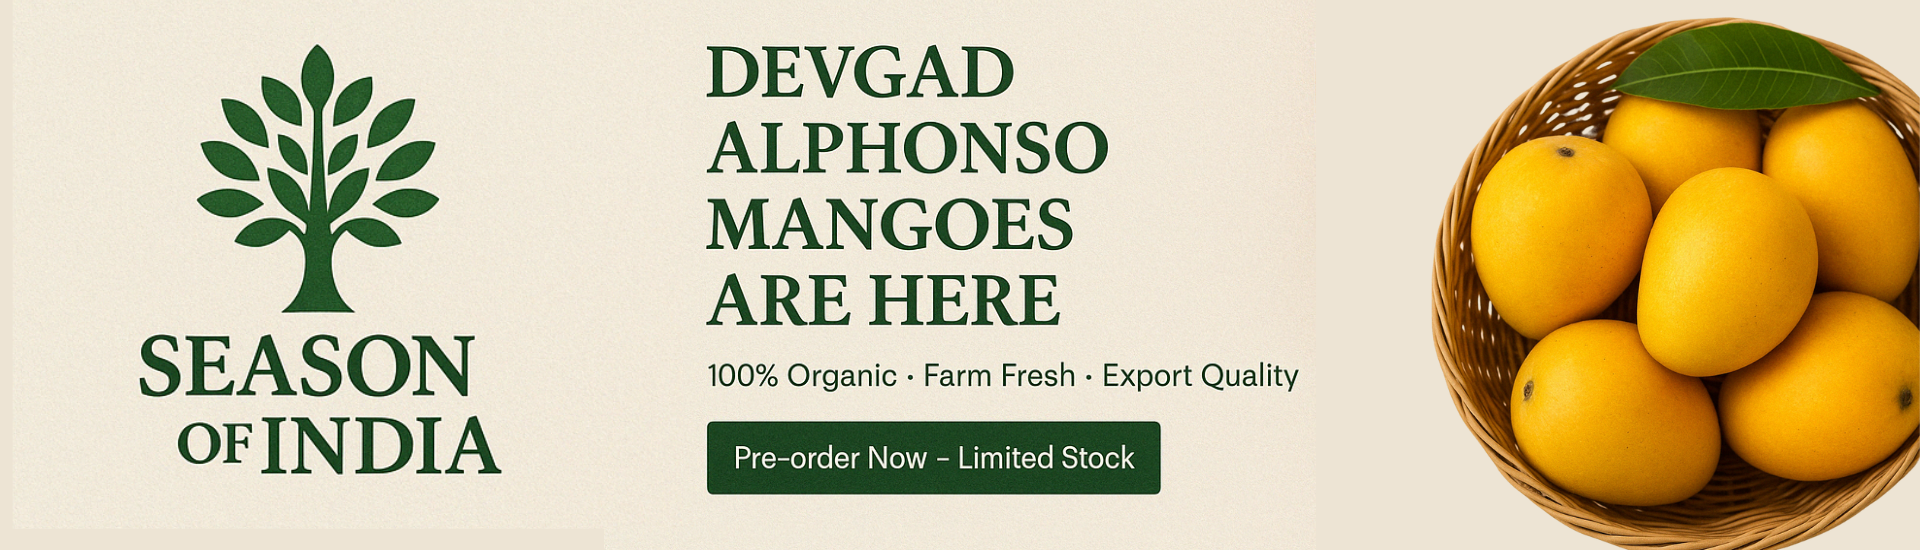 SEASON
OF INDIA
DEVGAD
ALPHONSO
MANGOES
ARE HERE
100% Organic • Farm Fresh • Export Quality
Pre-order Now – Limited Stock